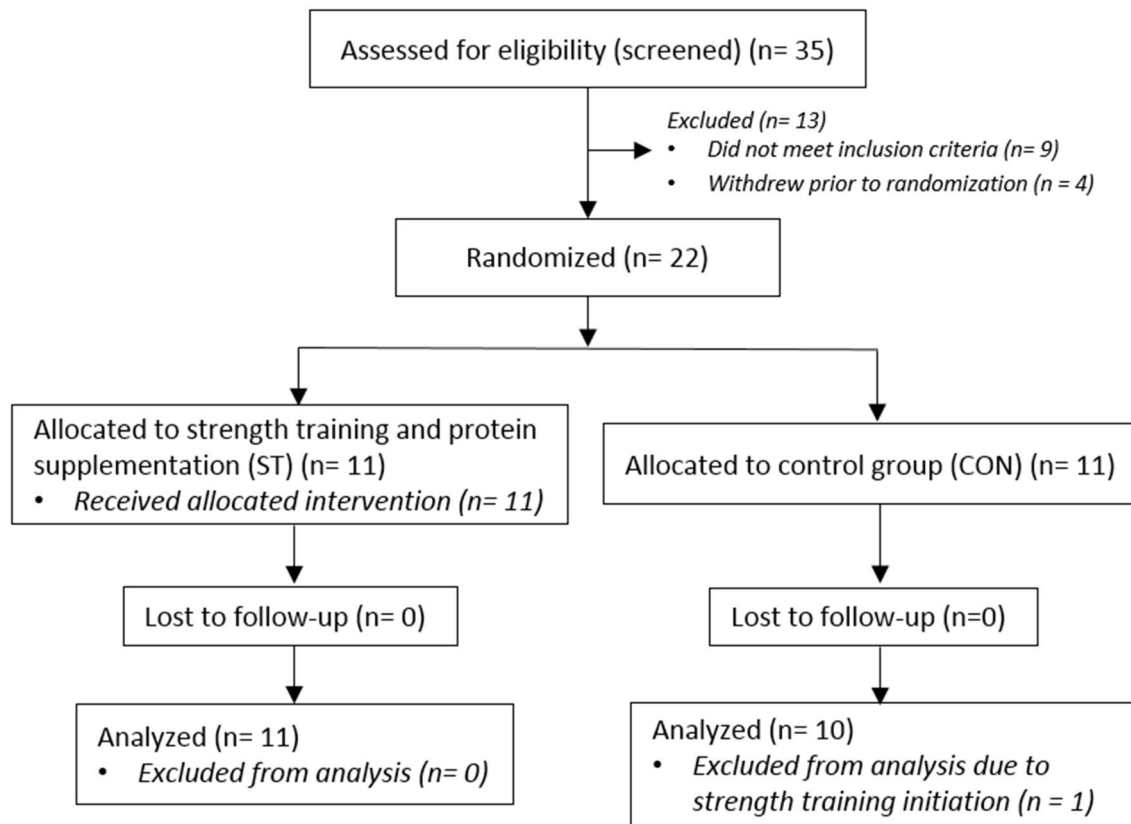 Assessed for eligibility (screened) (n= 35)
Excluded (n= 13)
• Did not meet inclusion criteria (n= 9)
• Withdrew prior to randomization (n = 4)
Randomized (n= 22)
Allocated to strength training and protein
supplementation (ST) (n= 11)
• Received allocated intervention (n= 11)
Allocated to control group (CON) (n= 11)
Lost to follow-up (n= 0)
Lost to follow-up (n=0)
Analyzed (n= 11)
• Excluded from analysis (n= 0)
Analyzed (n= 10)
• Excluded from analysis due to
strength training initiation (n = 1)